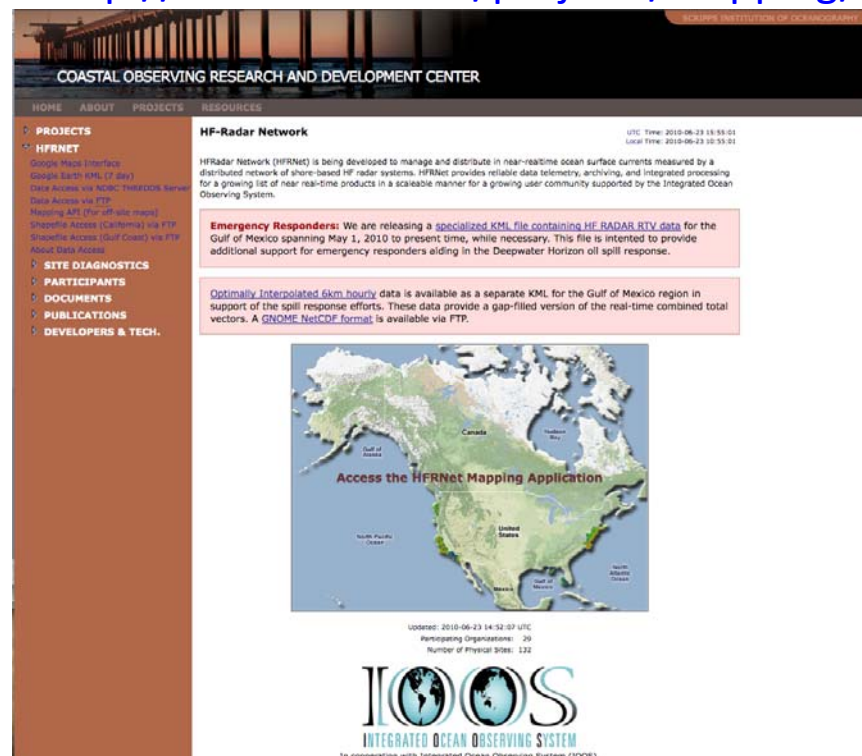 SCRIPPS INSTITUTION OF OCEANOGRAPHY
COASTAL OBSERVING RESEARCH AND DEVELOPMENT CENTER
HOME ABOUT PROJECTS RESOURCES
PROJECTS
HFRNET
Google Maps Interface
Google Earth KML (7 day)
Data Access via NDBC THREDDS Server
Data Access via FTP
Mapping API (For off-site maps)
Shapefile Access (California) via FTP
Shapefile Access (Gulf Coast) via FTP
About Data Access
SITE DIAGNOSTICS
PARTICIPANTS
DOCUMENTS
PUBLICATIONS
DEVELOPERS & TECH.
HF-Radar Network
UTC Time: 2010-06-23 15:55:01
Local Time: 2010-06-23 10:55:01
HFRadar Network (HFRNet) is being developed to manage and distribute in near-realtime ocean surface currents measured by a
distributed network of shore-based HF radar systems. HFRNet provides reliable data telemetry, archiving, and integrated processing
for a growing list of near real-time products in a scaleable manner for a growing user community supported by the Integrated Ocean
Observing System.
Emergency Responders: We are releasing a specialized KML file containing HF RADAR RTV data for the
Gulf of Mexico spanning May 1, 2010 to present time, while necessary. This file is intented to provide
additional support for emergency responders aiding in the Deepwater Horizon oil spill response.
Optimally Interpolated 6km hourly data is available as a separate KML for the Gulf of Mexico region in
support of the spill response efforts. These data provide a gap-filled version of the real-time combined total
vectors. A GNOME NetCDF format is available via FTP.
Canada
Hudson
Bay
Gulf of
Alaska
Access the HFRNet Mapping Application
North Pacific
Ocean
United
States
North
Atlantic
Ocean
Gulf of
Mexico
Mexico
Updated: 2010-06-23 14:52:07 UTC
Participating Organizations: 29
Number of Physical Sites: 132
IOOS
INTEGRATED OCEAN OBSERVING SYSTEM
In cooperation with Integrated Ocean Observing System (IOOS)